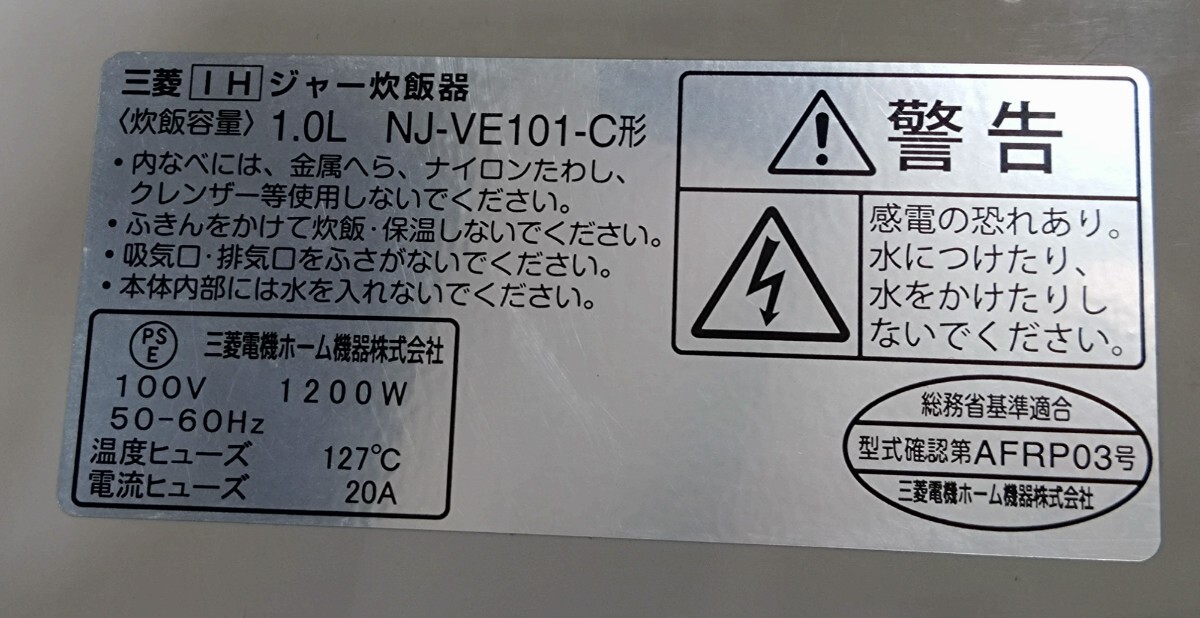 三菱 IH ジャー炊飯器
〈炊飯容量〉 1.0L NJ-VE101-C形
・内なべには、金属へら、ナイロンたわし、
クレンザー等使用しないでください。
・ふきんをかけて炊飯・保温しないでください。
・吸気口・排気口をふさがないでください。
・本体内部には水を入れないでください。
PS
E
三菱電機ホーム機器株式会社
100V 1200W
50-60Hz
温度ヒューズ 127℃
電流ヒューズ 20A
警告
感電の恐れあり。
水につけたり、
水をかけたりし
ないでください。
総務省基準適合
型式確認第AFRP03号
三菱電機ホーム機器株式会社